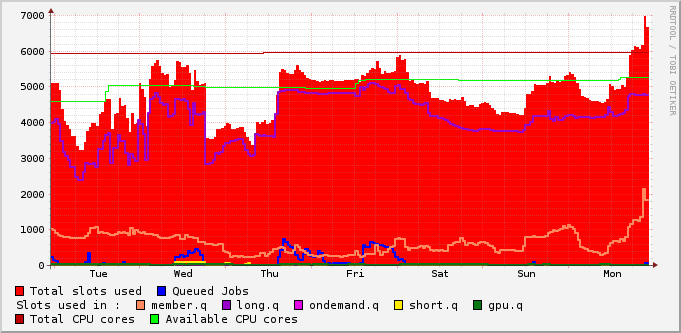 RRDTOOL / TOBI OETIKER
7000
6000
5000
4000
3000
2000
1000
0
Tue Wed Thu Fri Sat Sun Mon
Total slots used Queued Jobs
Slots used in : member.q long.q ondemand.q short.q gpu.q
Total CPU cores Available CPU cores